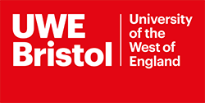 UWE
Bristol
University
of the
West of
England